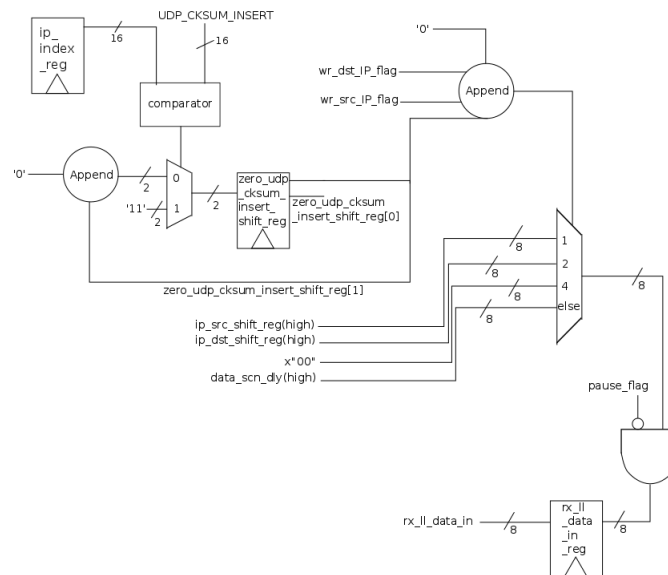 UDP_CKSUM_INSERT
ip_
index
_reg
16
16
'0'
wr_dst_IP_flag
wr_src_IP_flag
Append
comparator
'0'
Append
2
0
'11'
2
1
2
zero_udp
_cksum_
insert_
shift_reg
zero_udp_cksum
_insert_shift_reg[0]
zero_udp_cksum_insert_shift_reg[1]
8
1
8
2
8
4
8
else
8
ip_src_shift_reg(high)
ip_dst_shift_reg(high)
x"00"
data_scn_dly(high)
pause_flag
rx_ll_data_in
8
rx_ll
_data
_in
_reg
8